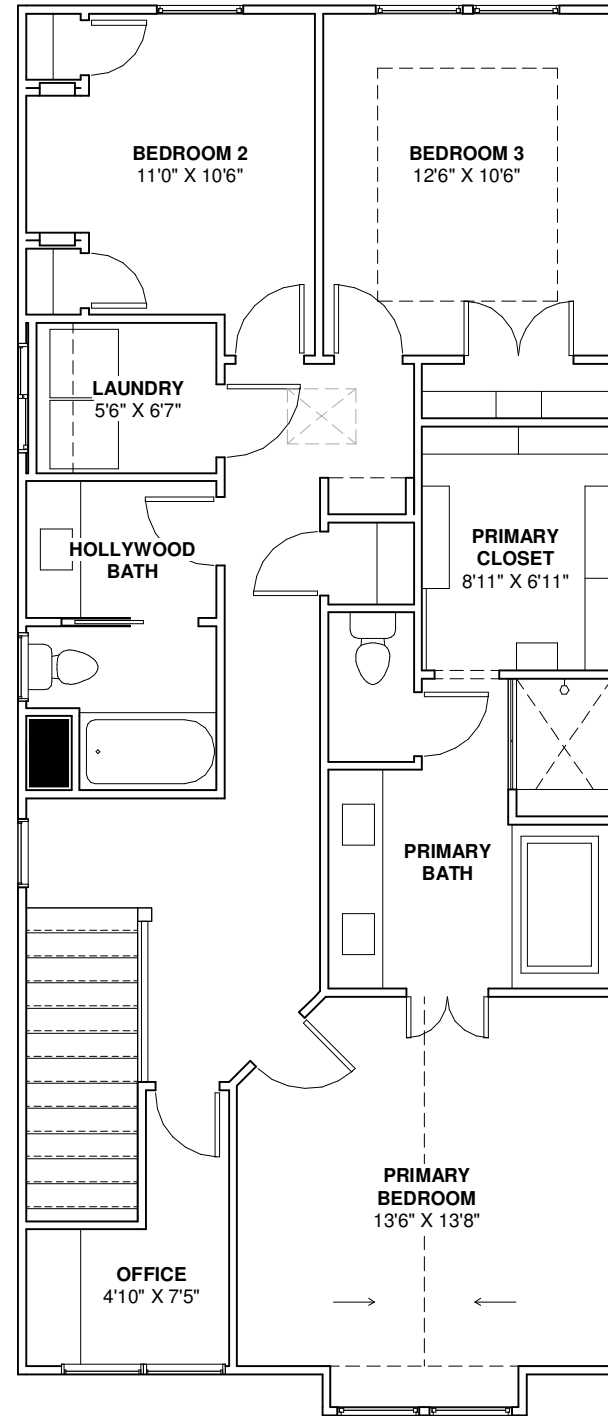 BEDROOM 2
11'0" X 10'6"
BEDROOM 3
12'6" X 10'6"
LAUNDRY
5'6" X 6'7"
HOLLYWOOD
BATH
PRIMARY
CLOSET
8'11" X 6'11"
PRIMARY
BATH
PRIMARY
BEDROOM
13'6" X 13'8"
OFFICE
4'10" X 7'5"